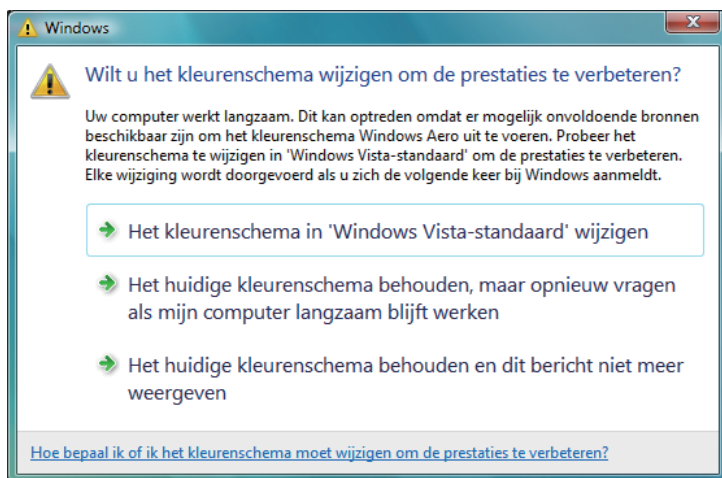 Windows
Wilt u het kleurenschema wijzigen om de prestaties te verbeteren?
Uw computer werkt langzaam. Dit kan optreden omdat er mogelijk onvoldoende bronnen
beschikbaar zijn om het kleurenschema Windows Aero uit te voeren. Probeer het
kleurenschema te wijzigen in 'Windows Vista-standaard' om de prestaties te verbeteren.
Elke wijziging wordt doorgevoerd als u zich de volgende keer bij Windows aanmeldt.
Het kleurenschema in 'Windows Vista-standaard' wijzigen
Het huidige kleurenschema behouden, maar opnieuw vragen
als mijn computer langzaam blijft werken
Het huidige kleurenschema behouden en dit bericht niet meer
weergeven
Hoe bepaal ik of ik het kleurenschema moet wijzigen om de prestaties te verbeteren?